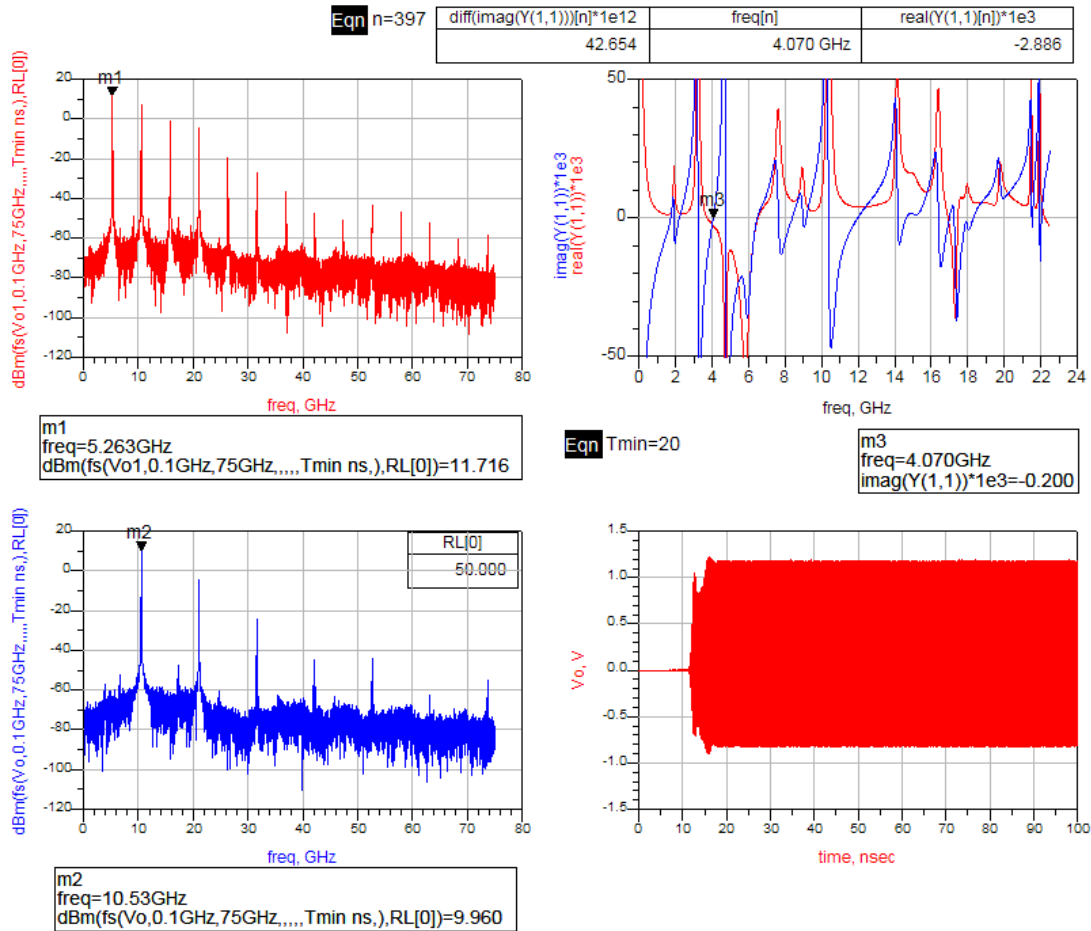 Eqn n=397
diff(imag(Y(1,1)))[n]*1e12 freq[n] real(Y(1,1)[n])*1e3
42.654 4.070 GHz -2.886
dBm(fs(Vo1,0.1GHz,75GHz,,,,,Tmin ns,),RL[0])
m1
20
0
-20
-40
-60
-80
-100
-120
0 10 20 30 40 50 60 70 80
freq, GHz
m1
freq=5.263GHz
dBm(fs(Vo1,0.1GHz,75GHz,,,,,Tmin ns,),RL[0])=11.716
imag(Y(1,1))*1e3
real(Y(1,1))*1e3
50
0
-50
m3
0 2 4 6 8 10 12 14 16 18 20 22 24
freq, GHz
Eqn Tmin=20
m3
freq=4.070GHz
imag(Y(1,1))*1e3=-0.200
dBm(fs(Vo,0.1GHz,75GHz,,,,,Tmin ns,),RL[0])
m2
RL[0]
50.000
20
0
-20
-40
-60
-80
-100
-120
0 10 20 30 40 50 60 70 80
freq, GHz
m2
freq=10.53GHz
dBm(fs(Vo,0.1GHz,75GHz,,,,,Tmin ns,),RL[0])=9.960
Vo, V
1.5
1.0
0.5
0.0
-0.5
-1.0
-1.5
0 10 20 30 40 50 60 70 80 90 100
time, nsec